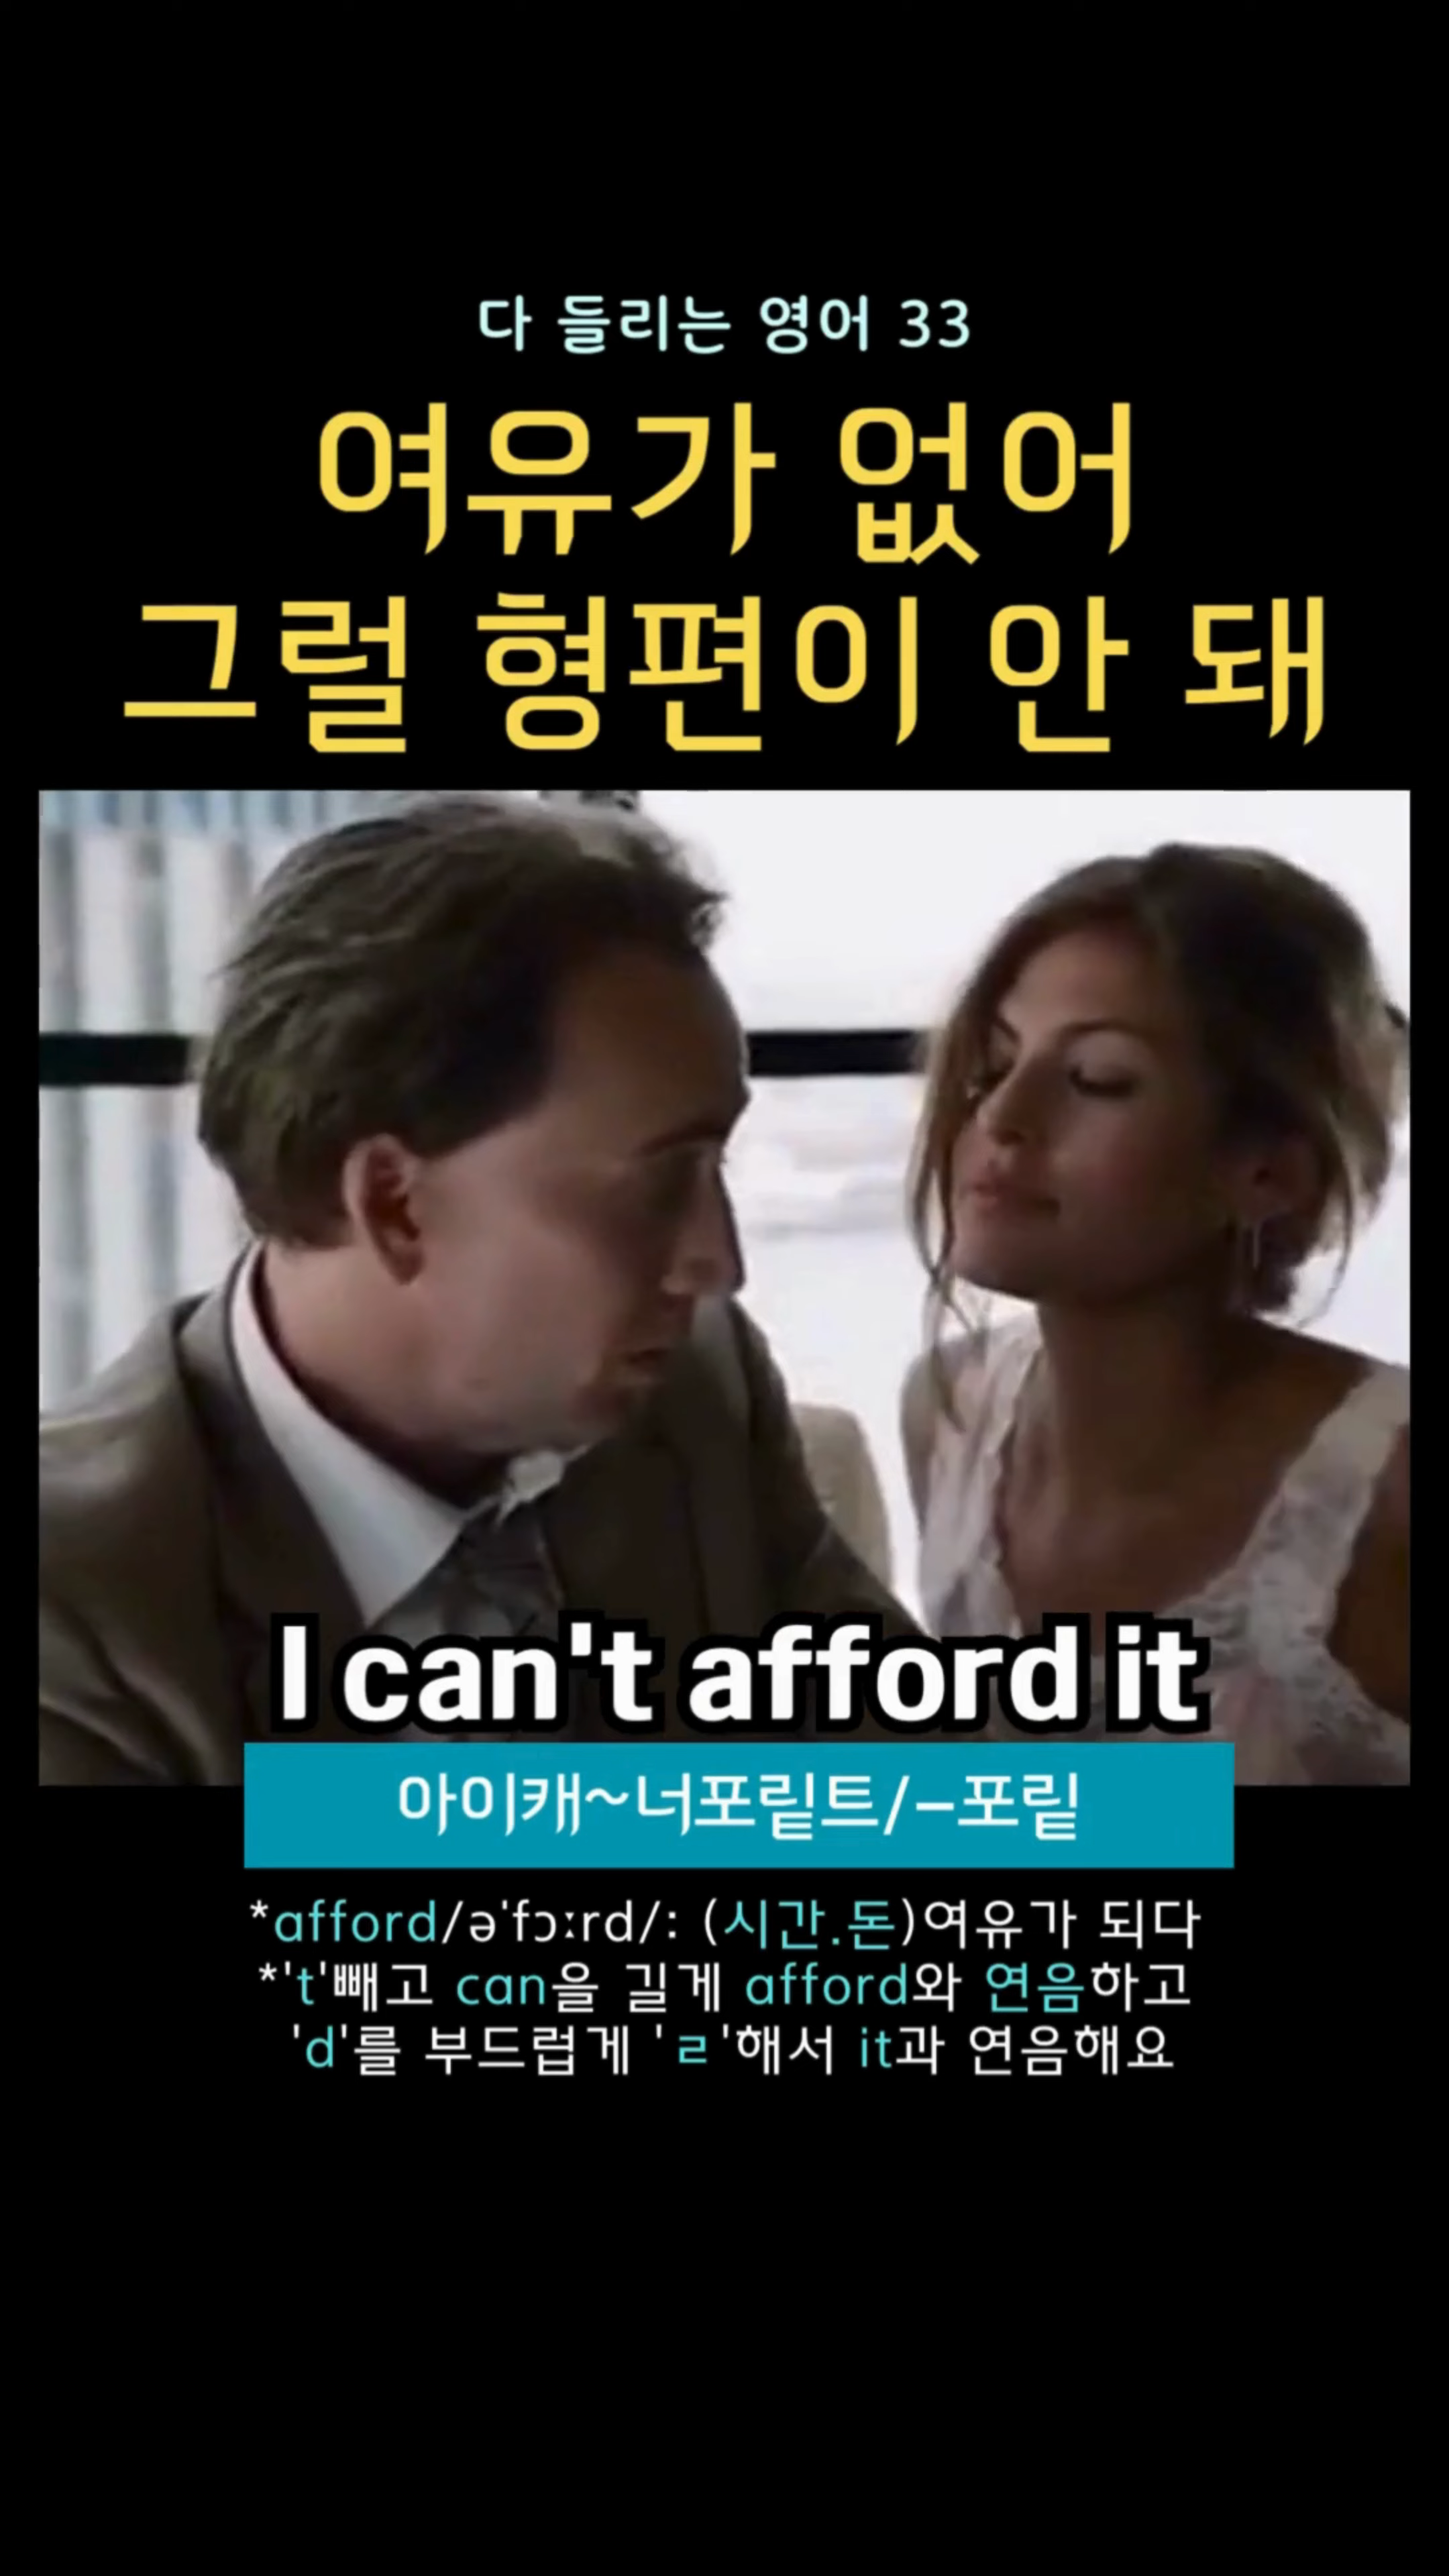 다 들리는 영어 33
여유가 없어
그럴 형편이 안 돼
I can't afford it
아이캐~너포맅트/-포맅
*afford/əˈfɔːrd/: (시간.돈)여유가 되다
*'t'빼고 can을 길게 afford와 연음하고
'd'를 부드럽게 'ㄹ'해서 it과 연음해요